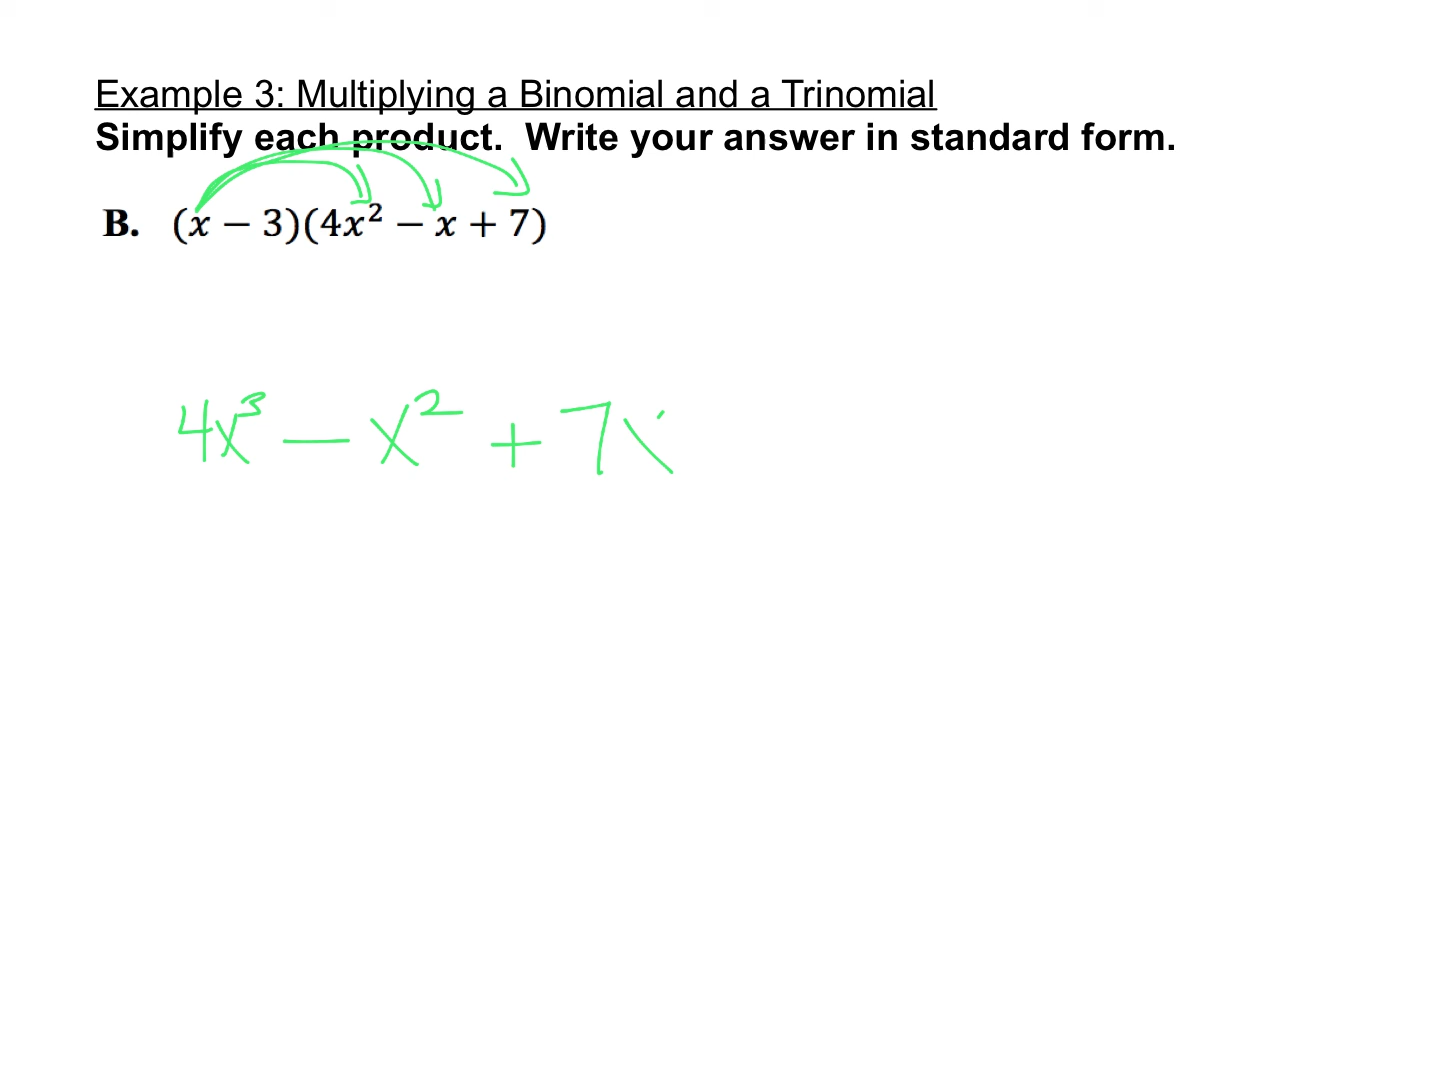 Example 3: Multiplying a Binomial and a Trinomial
Simplify each product. Write your answer in standard form.
B. (x − 3)(4x² − x + 7)
4x³ − x² + 7x